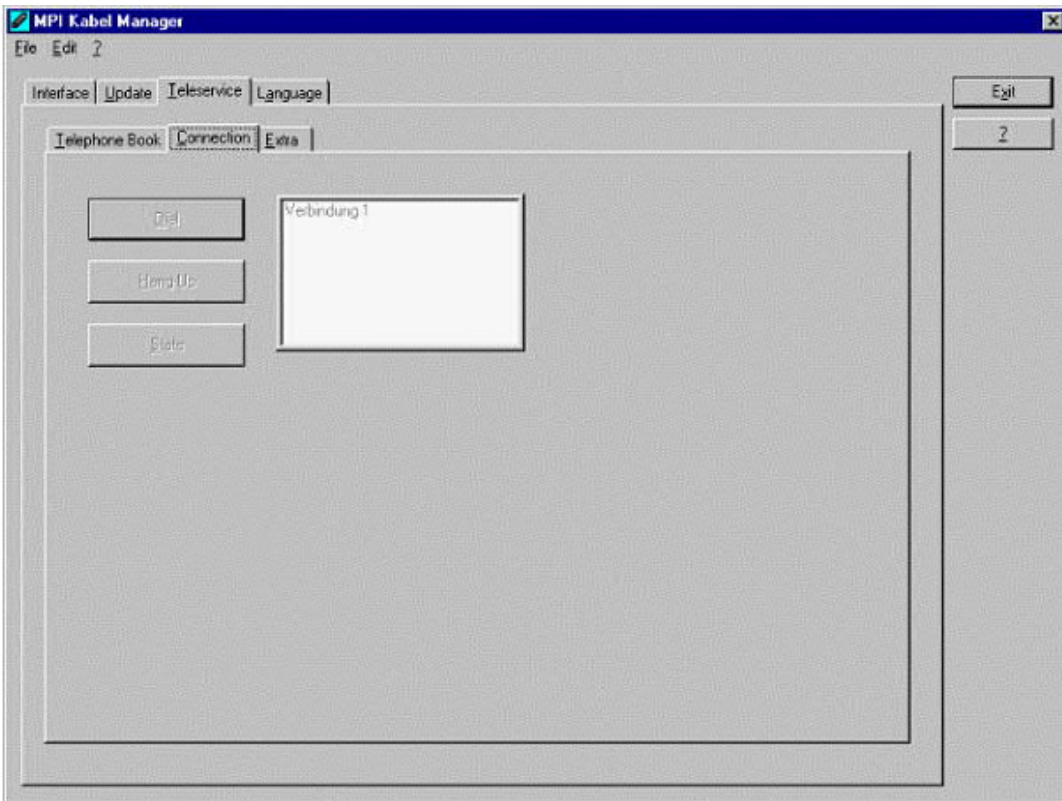 MPI Kabel Manager
File Edit ?
Interface Update Teleservice Language
Exit
?
Telephone Book Connection Extra
Dial
Verbindung 1
Hang Up
State